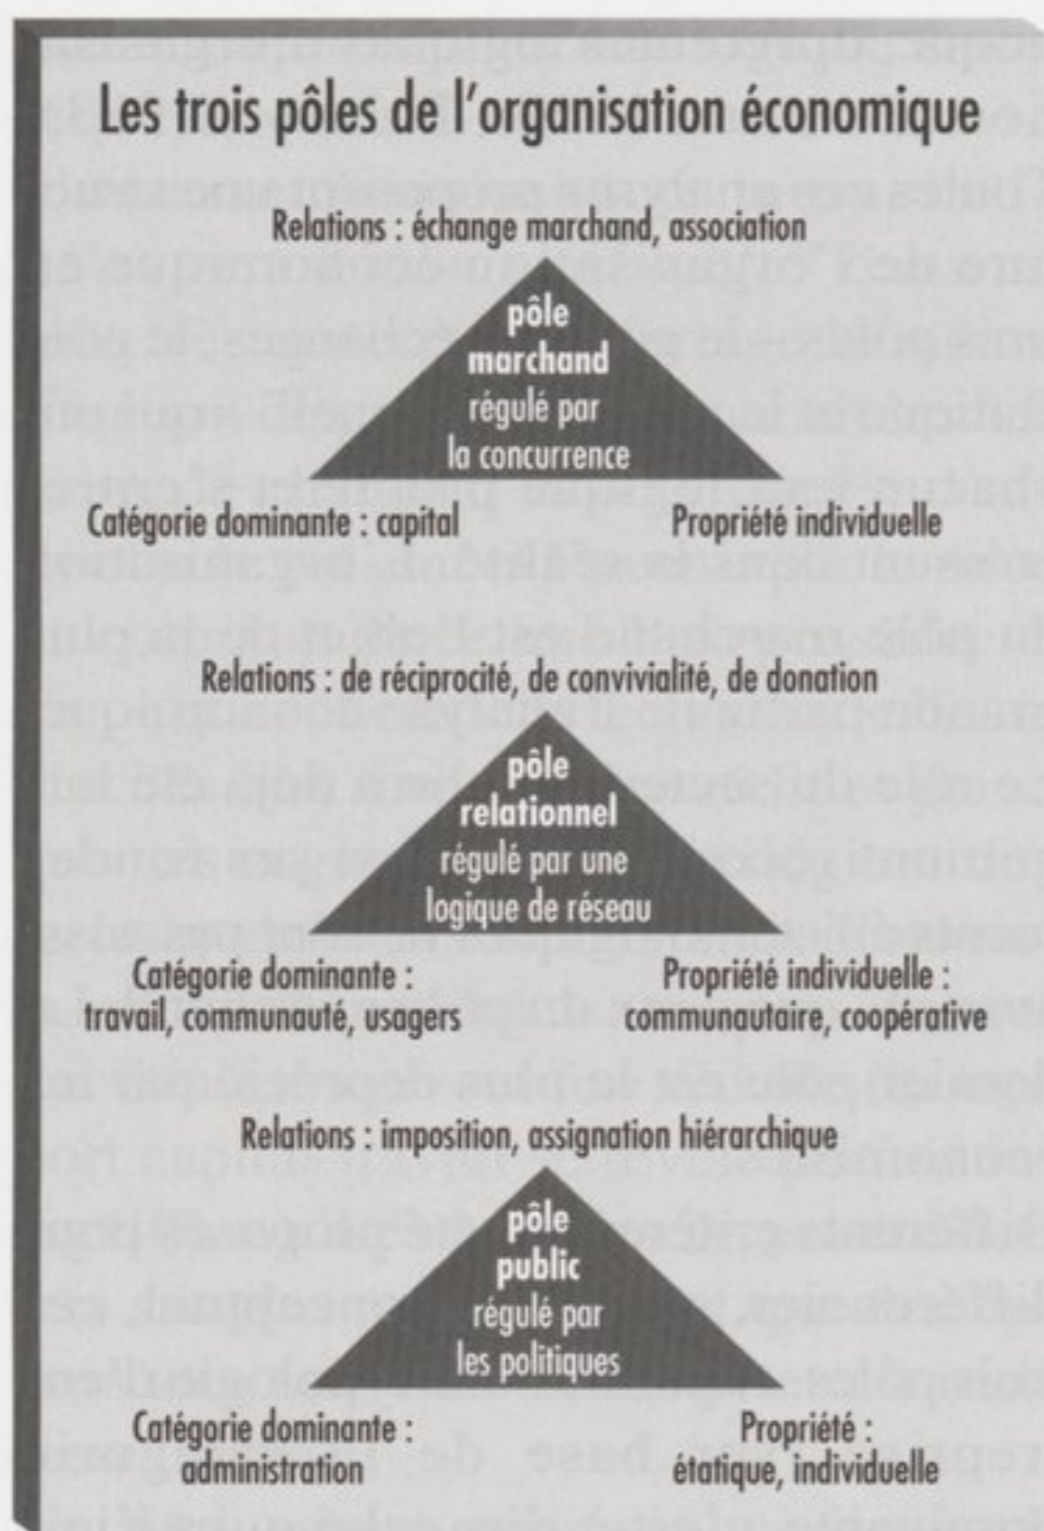 Les trois pôles de l'organisation économique
Relations : échange marchand, association
pôle
marchand
régulé par
la concurrence
Catégorie dominante : capital
Propriété individuelle
Relations : de réciprocité, de convivialité, de donation
pôle
relationnel
régulé par une
logique de réseau
Catégorie dominante :
travail, communauté, usagers
Propriété individuelle :
communautaire, coopérative
Relations : imposition, assignation hiérarchique
pôle
public
régulé par
les politiques
Catégorie dominante :
administration
Propriété :
étatique, individuelle